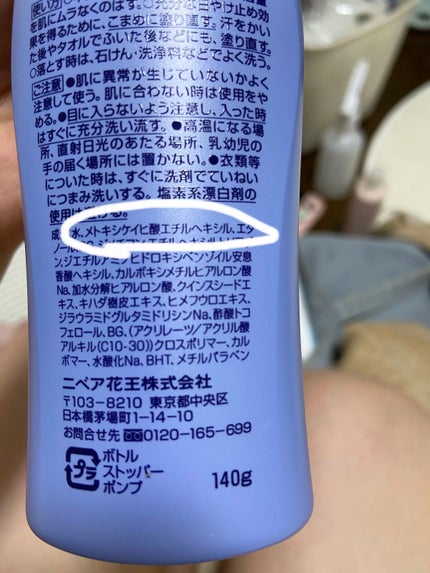 使い方○充分な日やけ止め効
を肌にムラなくのばす。
果を得るために、こまめに塗り直す。汗をかい
た後やタオルでふいた後などにも、塗り直す。
○落とす時は、石けん・洗浄料などでよく洗う。
ご注意●肌に異常が生じていないかよく
注意して使う。肌に合わない時は使用をや
める。●目に入らないよう注意し、入った時
はすぐに充分洗い流す。●高温になる場
所、直射日光のあたる場所、乳幼児の
手の届く場所には置かない。●衣類等
についた時は、すぐに洗剤でていねい
につまみ洗いする。塩素系漂白剤の
使用は避ける。
成 水、メトキシケイヒ酸エチルヘキシル、エタ
ノール
ン、ジエチルアミノヒドロキシベンゾイル安息
香酸ヘキシル、カルボキシメチルヒアルロン酸
Na、加水分解ヒアルロン酸、クインスシードエ
キス、キハダ樹皮エキス、ヒメフウロエキス、
ジラウラミドグルタミドリシンNa、酢酸トコ
フェロール、BG、(アクリレーツ/アクリル酸
アルキル(C10-30))クロスポリマー、カル
ボマー、水酸化Na、BHT、メチルパラベン
ニベア花王株式会社
〒103-8210 東京都中央区
日本橋茅場町1-14-10
お問合せ先 0120-165-699
プラ ボトル
ストッパー
ポンプ
140g